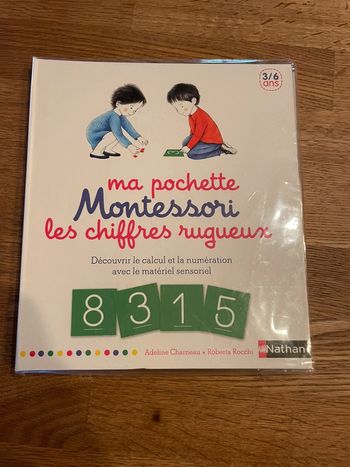 3/6
ans
ma pochette
Montessori
les chiffres rugueux
Découvrir le calcul et la numération
avec le matériel sensoriel
8 3 1 5
Adeline Charneau • Roberta Rocchi
Nathan